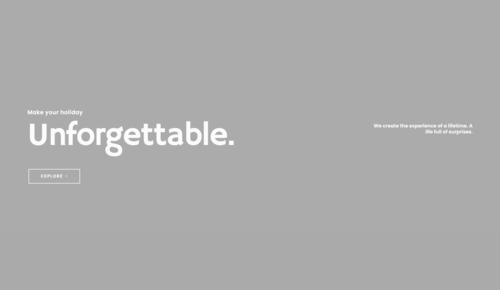 Make your holiday
Unforgettable.
We create the experience of a lifetime. A
life full of surprises.
EXPLORE